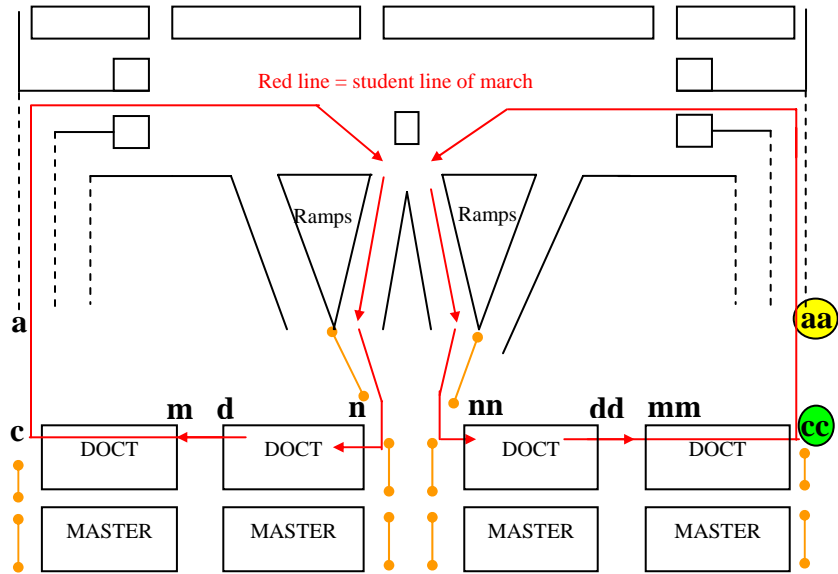 Red line = student line of march
Ramps
Ramps
a
aa
c
m
d
n
nn
dd
mm
cc
DOCT
DOCT
DOCT
DOCT
MASTER
MASTER
MASTER
MASTER